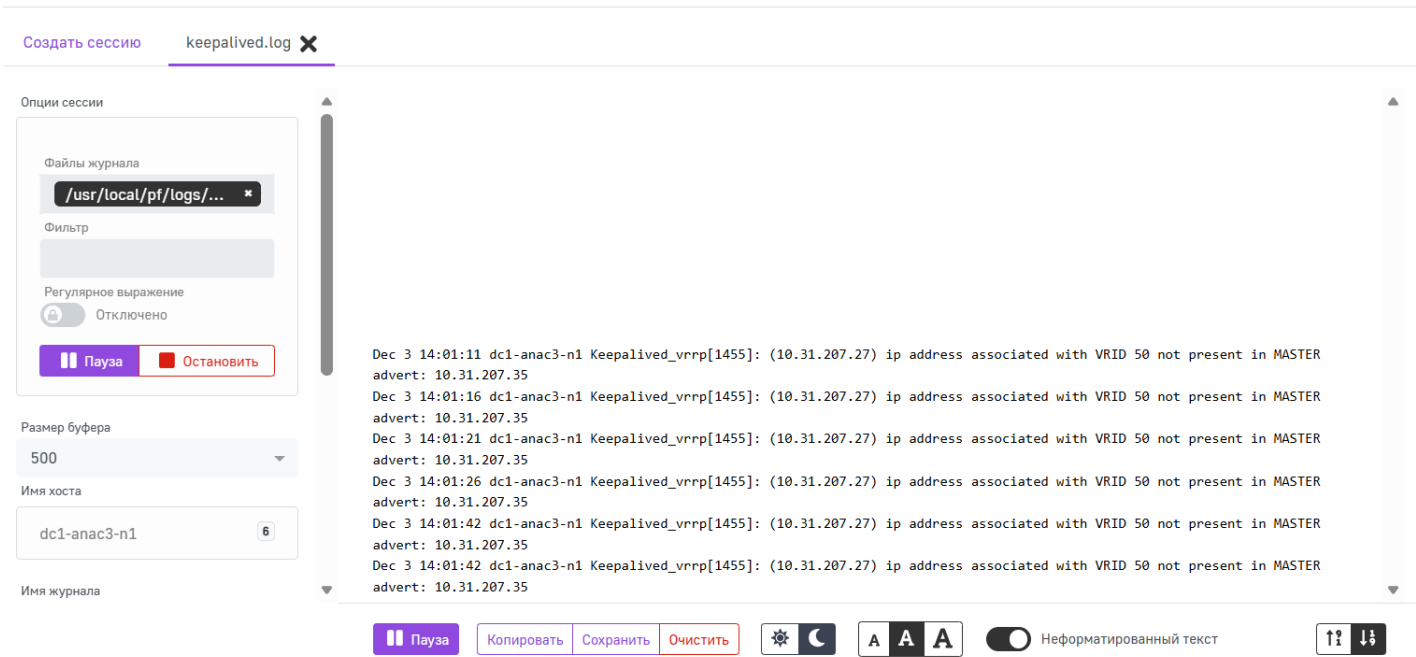 Создать сессию
keepalived.log
Опции сессии
Файлы журнала
/usr/local/pf/logs/...
Фильтр
Регулярное выражение
Отключено
Пауза
Остановить
Размер буфера
500
Имя хоста
dc1-anac3-n1
6
Имя журнала
Dec 3 14:01:11 dc1-anac3-n1 Keepalived_vrrp[1455]: (10.31.207.27) ip address associated with VRID 50 not present in MASTER
advert: 10.31.207.35
Dec 3 14:01:16 dc1-anac3-n1 Keepalived_vrrp[1455]: (10.31.207.27) ip address associated with VRID 50 not present in MASTER
advert: 10.31.207.35
Dec 3 14:01:21 dc1-anac3-n1 Keepalived_vrrp[1455]: (10.31.207.27) ip address associated with VRID 50 not present in MASTER
advert: 10.31.207.35
Dec 3 14:01:26 dc1-anac3-n1 Keepalived_vrrp[1455]: (10.31.207.27) ip address associated with VRID 50 not present in MASTER
advert: 10.31.207.35
Dec 3 14:01:42 dc1-anac3-n1 Keepalived_vrrp[1455]: (10.31.207.27) ip address associated with VRID 50 not present in MASTER
advert: 10.31.207.35
Dec 3 14:01:42 dc1-anac3-n1 Keepalived_vrrp[1455]: (10.31.207.27) ip address associated with VRID 50 not present in MASTER
advert: 10.31.207.35
Пауза
Копировать
Сохранить
Очистить
A
A
A
Неформатированный текст